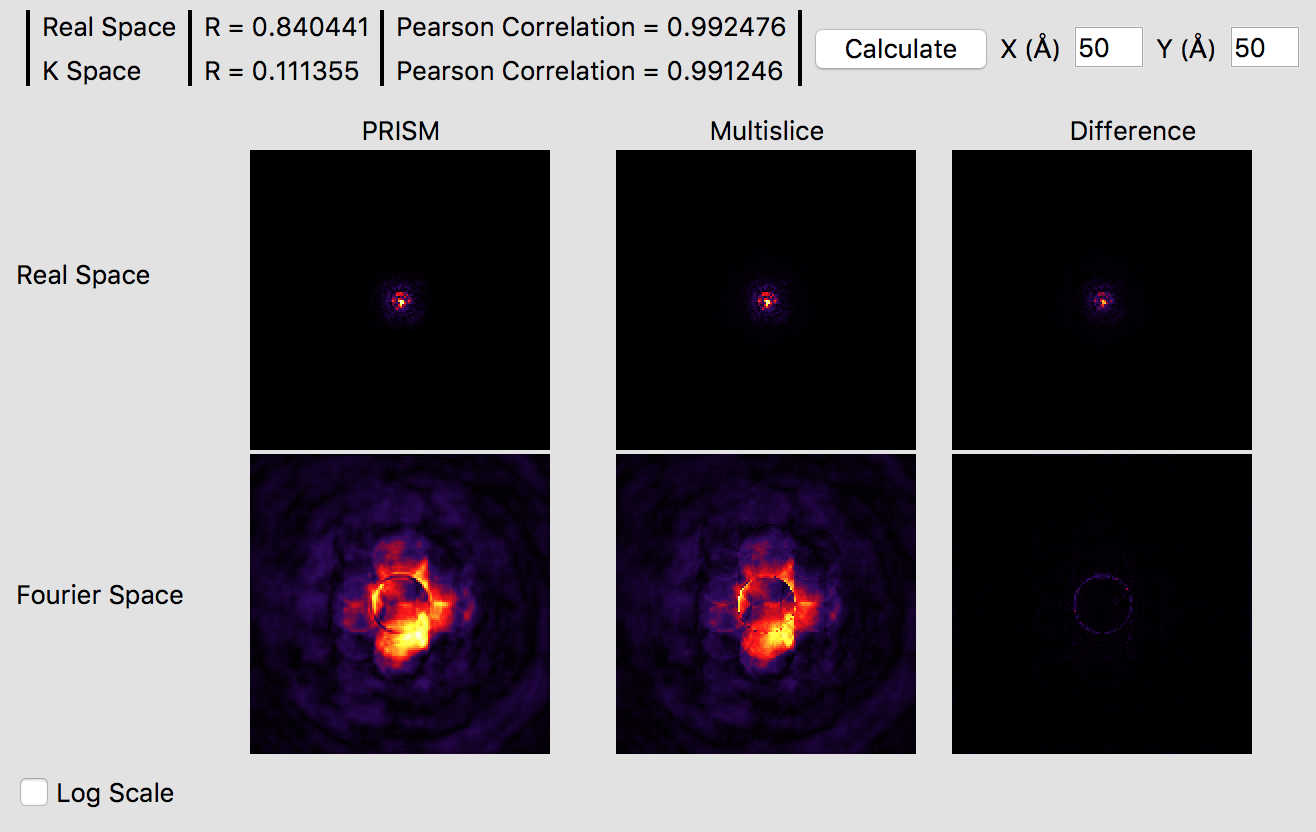 Real Space R = 0.840441 Pearson Correlation = 0.992476
K Space R = 0.111355 Pearson Correlation = 0.991246
Calculate X (Å) 50 Y (Å) 50
PRISM Multislice Difference
Real Space
Fourier Space
Log Scale